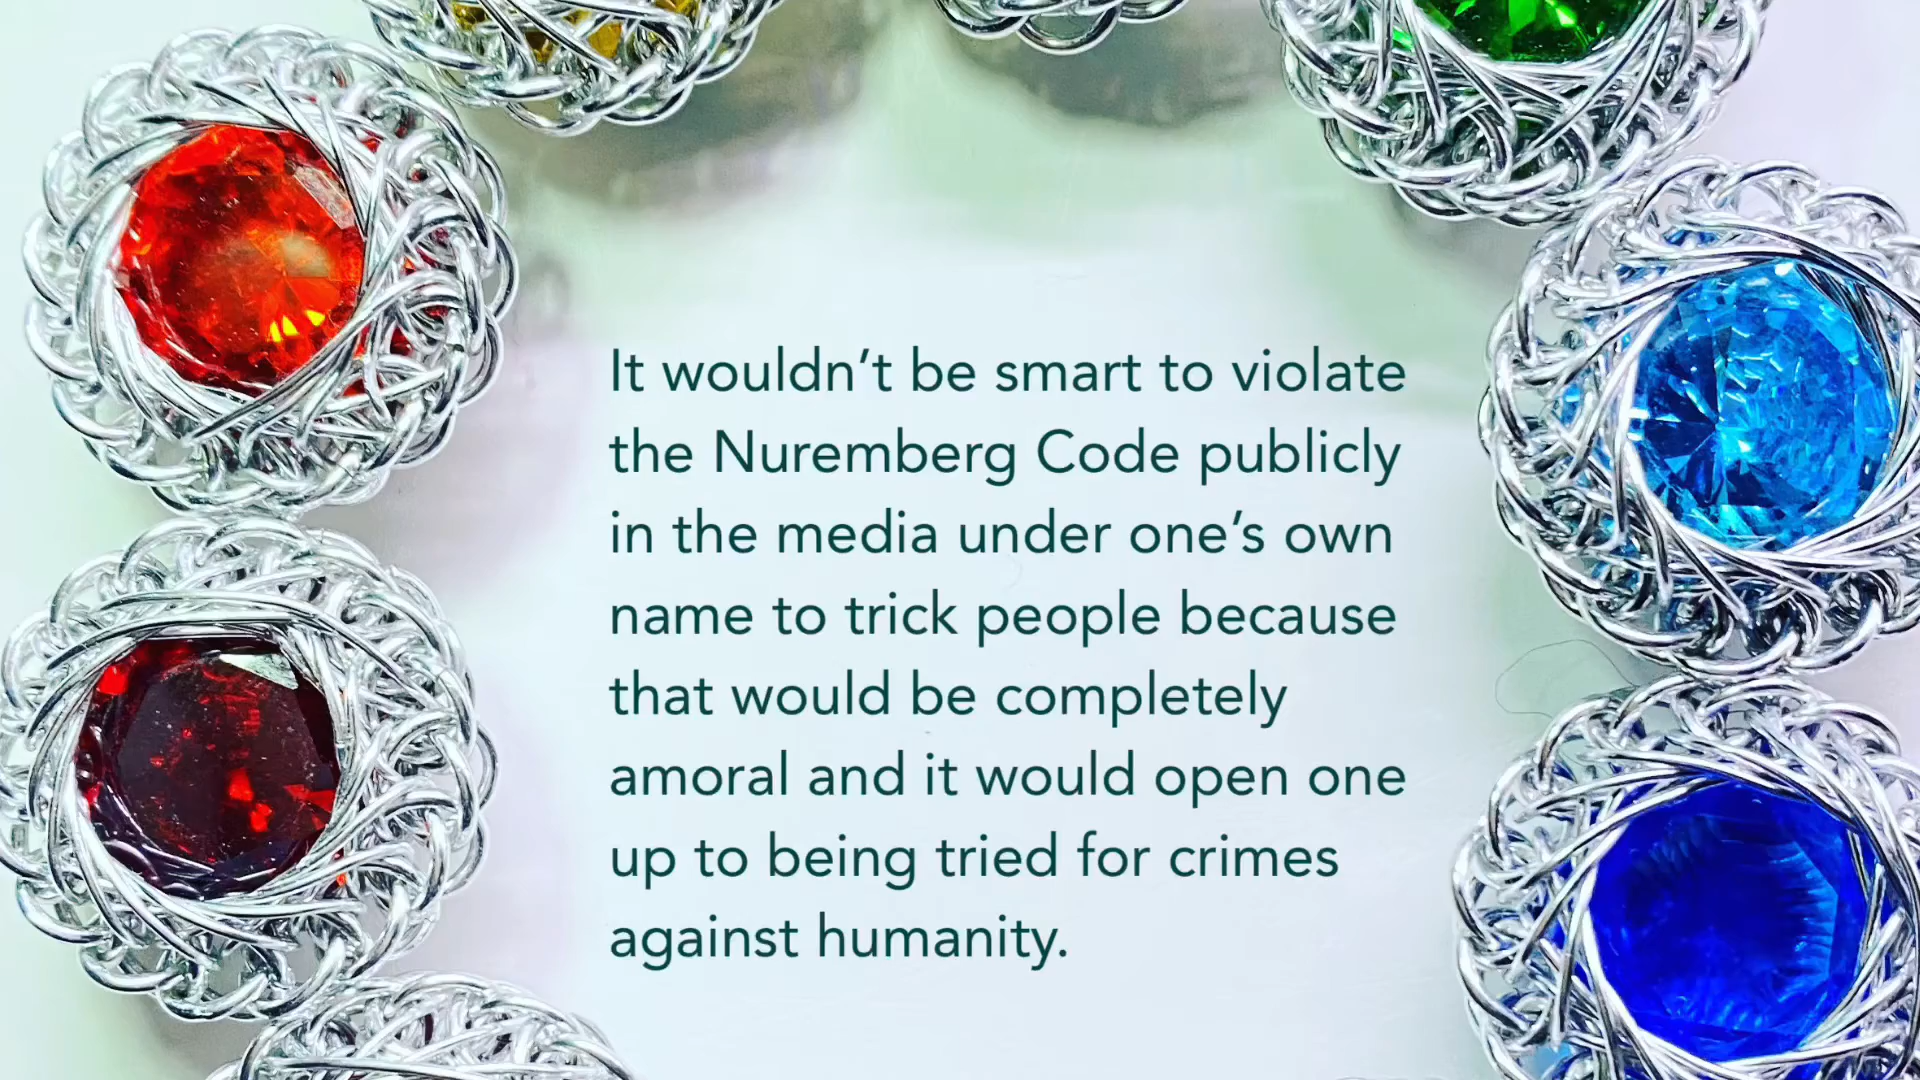 It wouldn’t be smart to violate
the Nuremberg Code publicly
in the media under one’s own
name to trick people because
that would be completely
amoral and it would open one
up to being tried for crimes
against humanity.